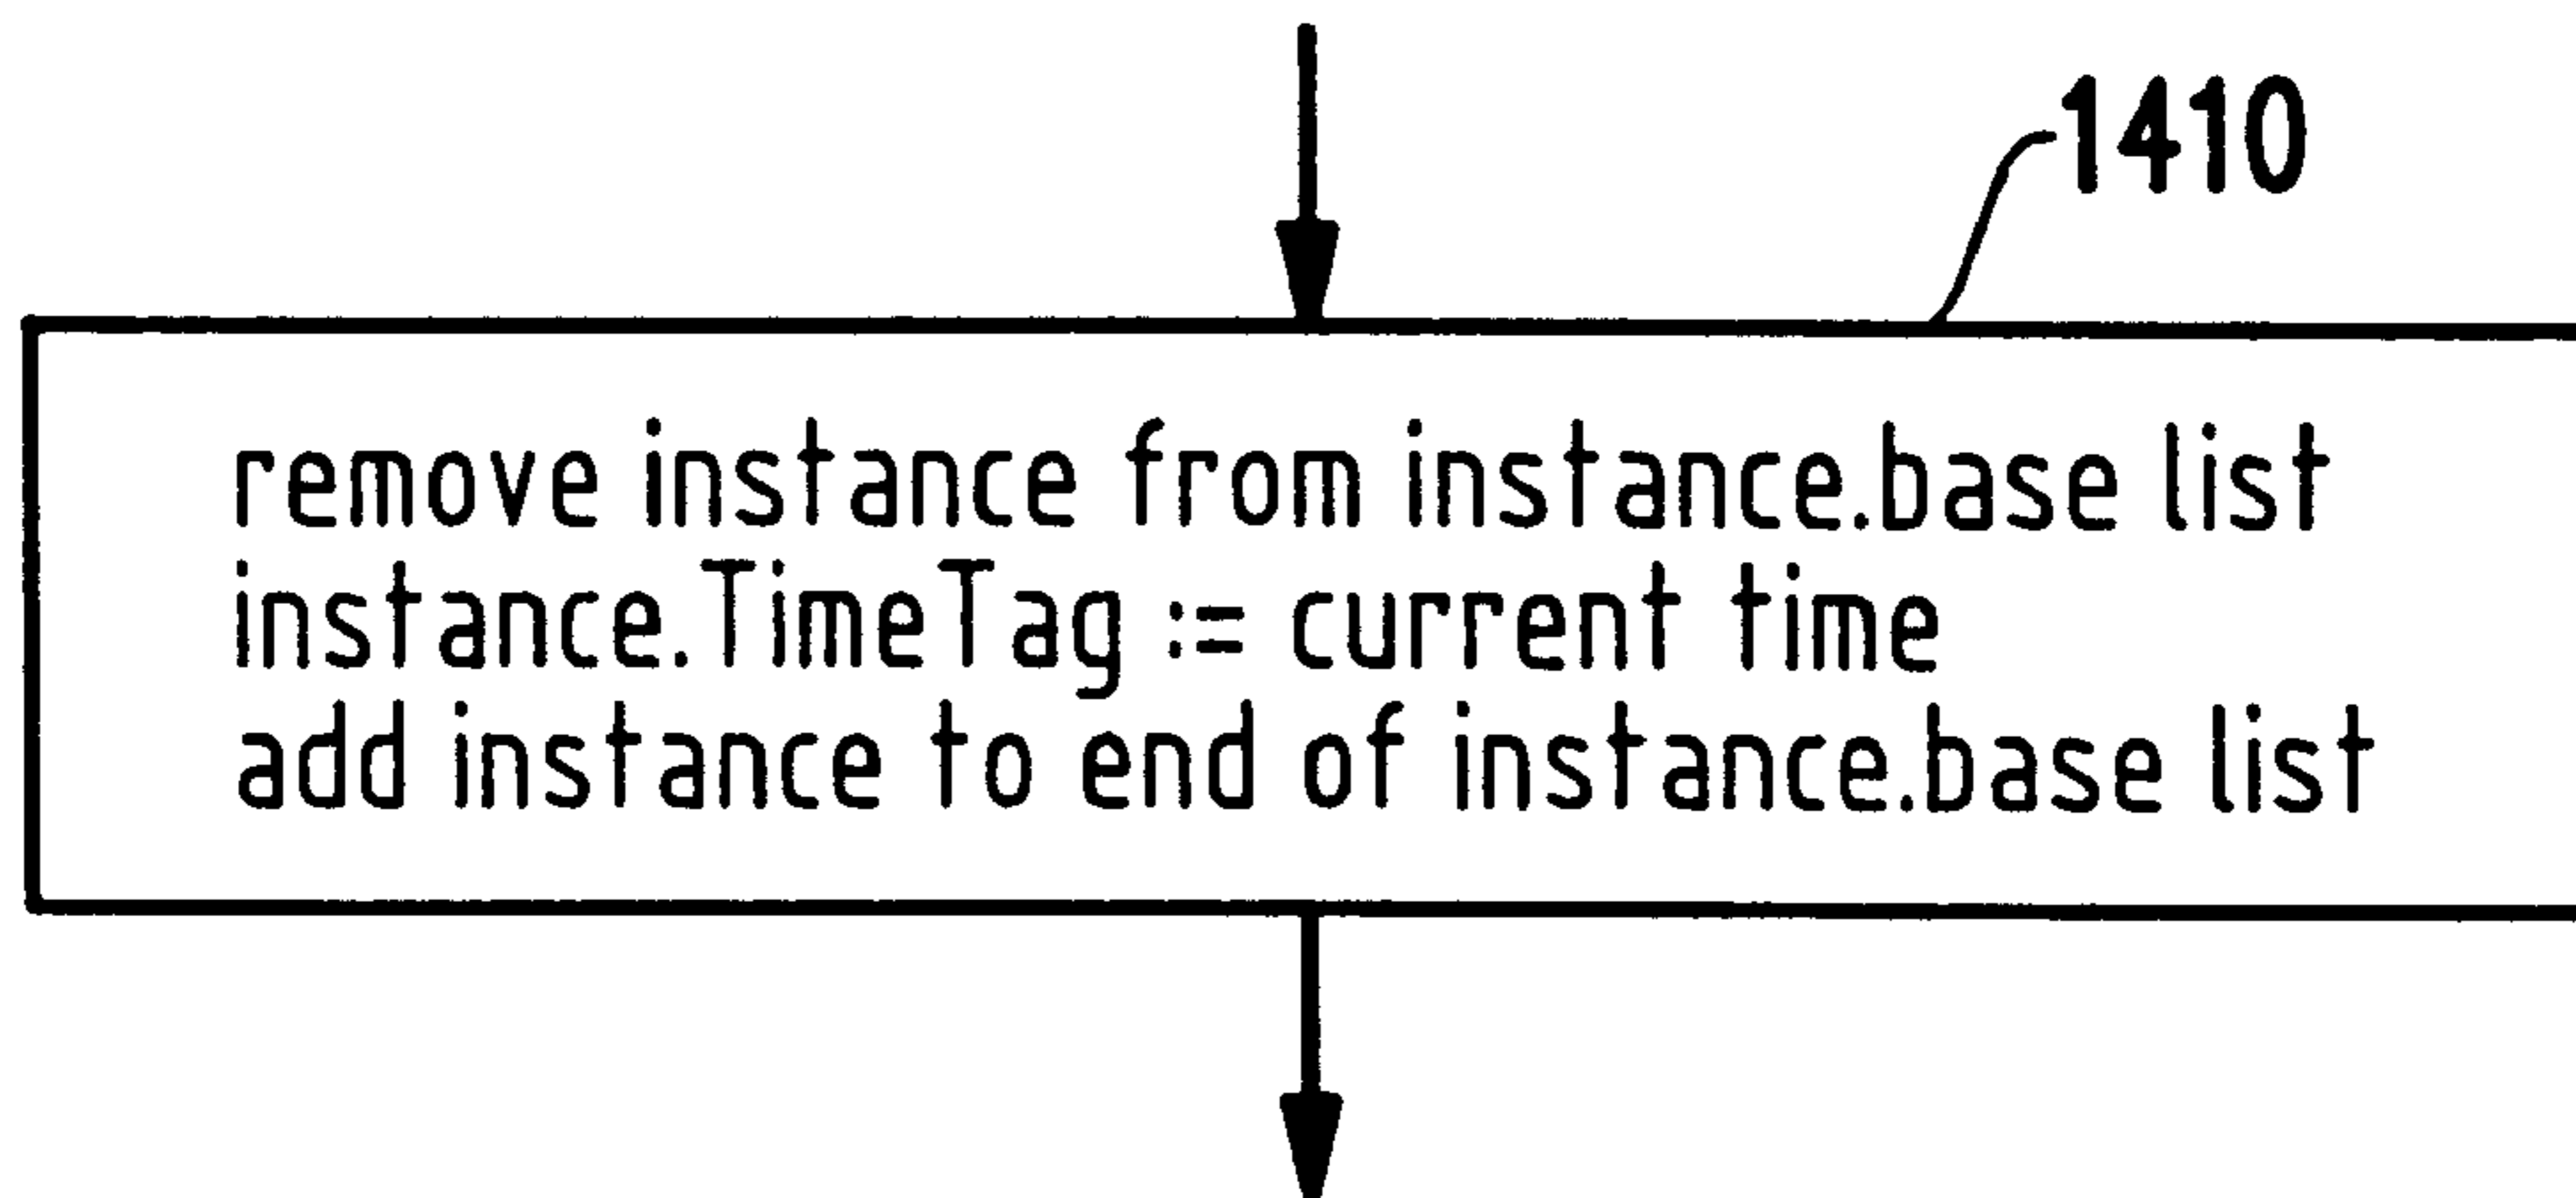 1410
remove instance from instance.base list
instance.TimeTag := current time
add instance to end of instance.base list